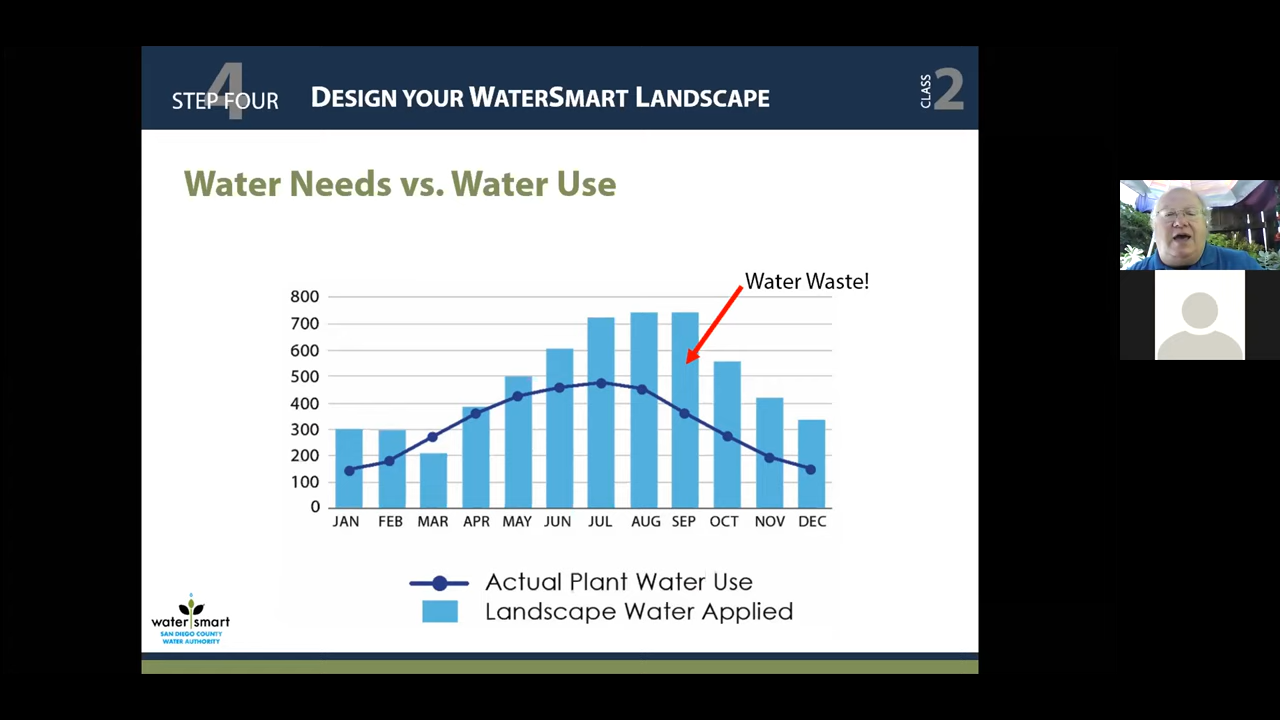 STEP FOUR
4
DESIGN YOUR WATERSMART LANDSCAPE
CLASS 2
Water Needs vs. Water Use
Water Waste!
800
700
600
500
400
300
200
100
0
JAN FEB MAR APR MAY JUN JUL AUG SEP OCT NOV DEC
Actual Plant Water Use
Landscape Water Applied
water smart
SAN DIEGO COUNTY
WATER AUTHORITY